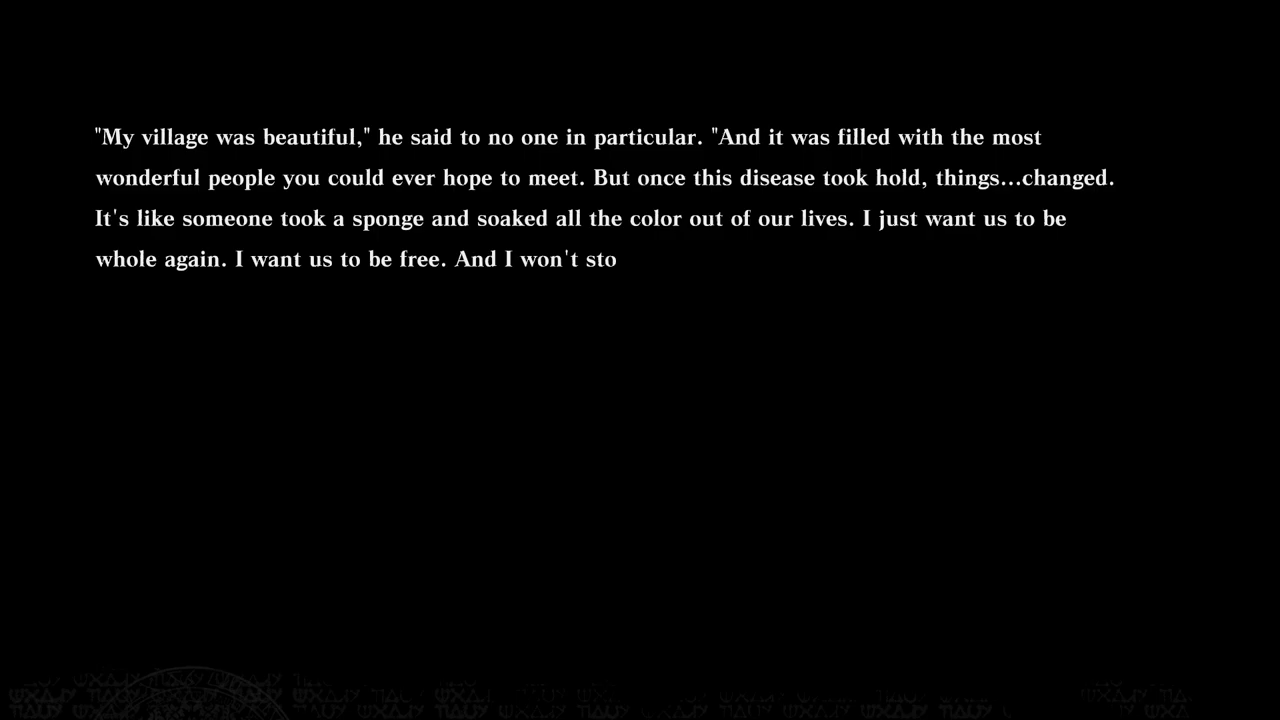 "My village was beautiful," he said to no one in particular. "And it was filled with the most
wonderful people you could ever hope to meet. But once this disease took hold, things...changed.
It's like someone took a sponge and soaked all the color out of our lives. I just want us to be
whole again. I want us to be free. And I won't sto